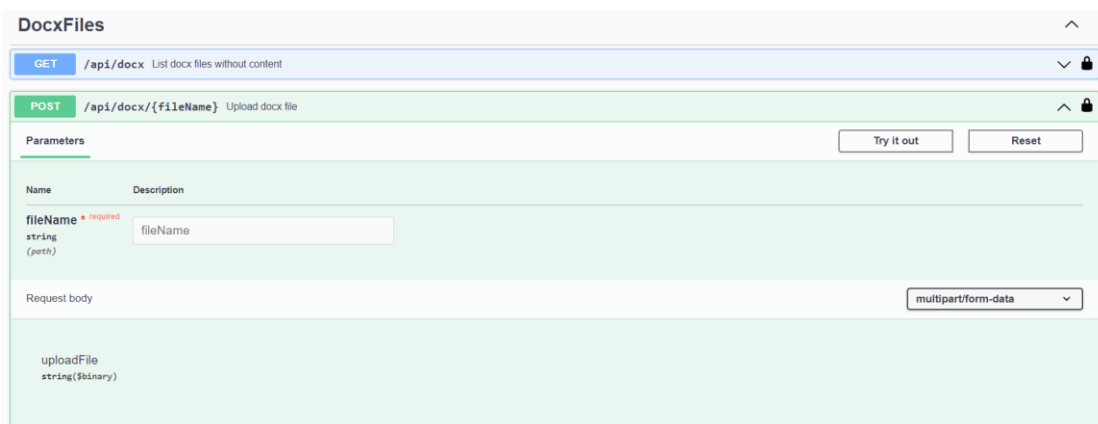 DocxFiles
GET /api/docx List docx files without content
POST /api/docx/{fileName} Upload docx file
Parameters Try it out Reset
Name Description
fileName * required fileName
string
(path)
Request body multipart/form-data
uploadFile
string($binary)